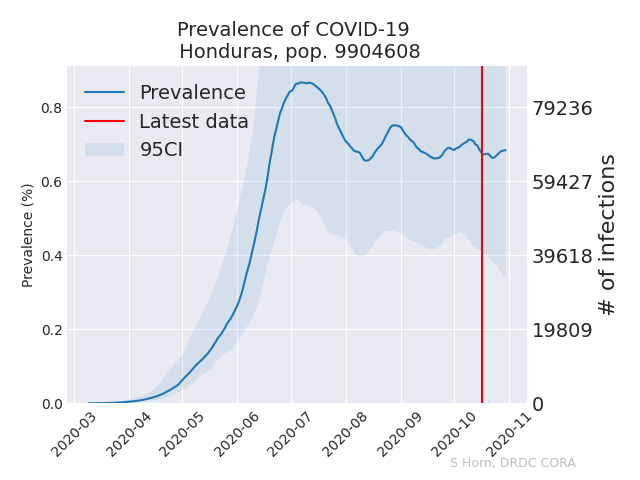 Prevalence of COVID-19
Honduras, pop. 9904608
Prevalence
Latest data
95CI
Prevalence (%)
0.8
0.6
0.4
0.2
0.0
79236
59427
39618
19809
0
# of infections
2020-03
2020-04
2020-05
2020-06
2020-07
2020-08
2020-09
2020-10
2020-11
S Horn, DRDC CORA